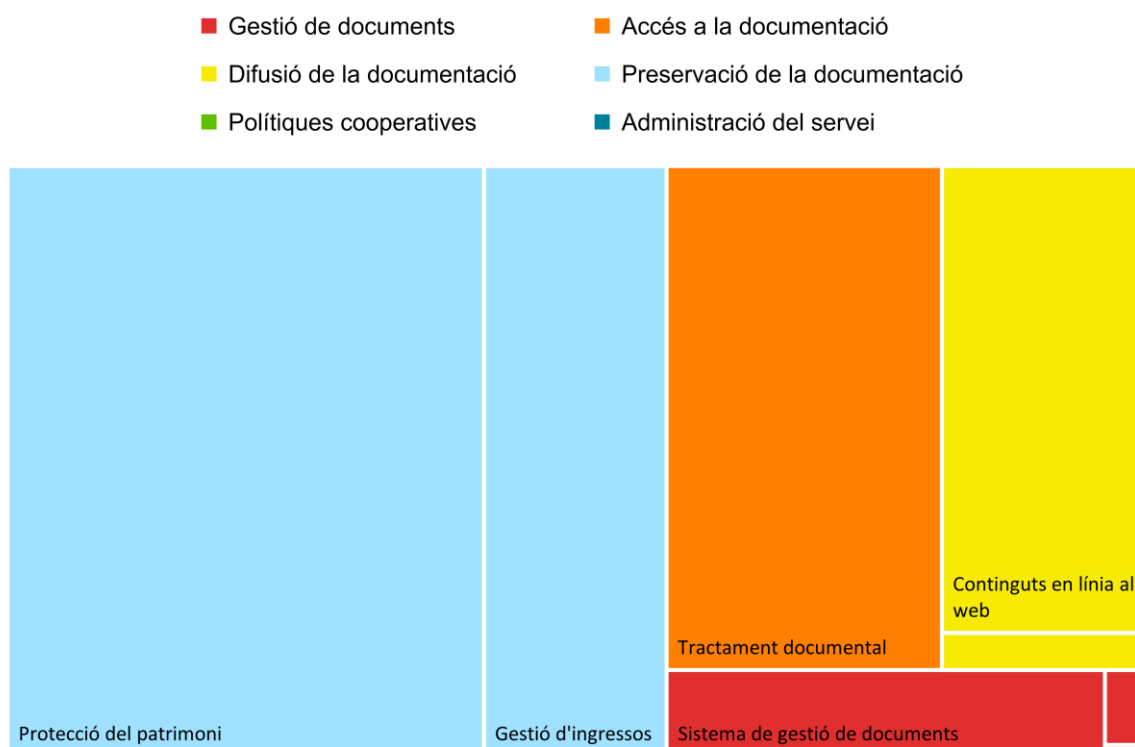 Gestió de documents
Accés a la documentació
Difusió de la documentació
Preservació de la documentació
Polítiques cooperatives
Administració del servei
Continguts en línia al
web
Tractament documental
Protecció del patrimoni
Gestió d'ingressos
Sistema de gestió de documents